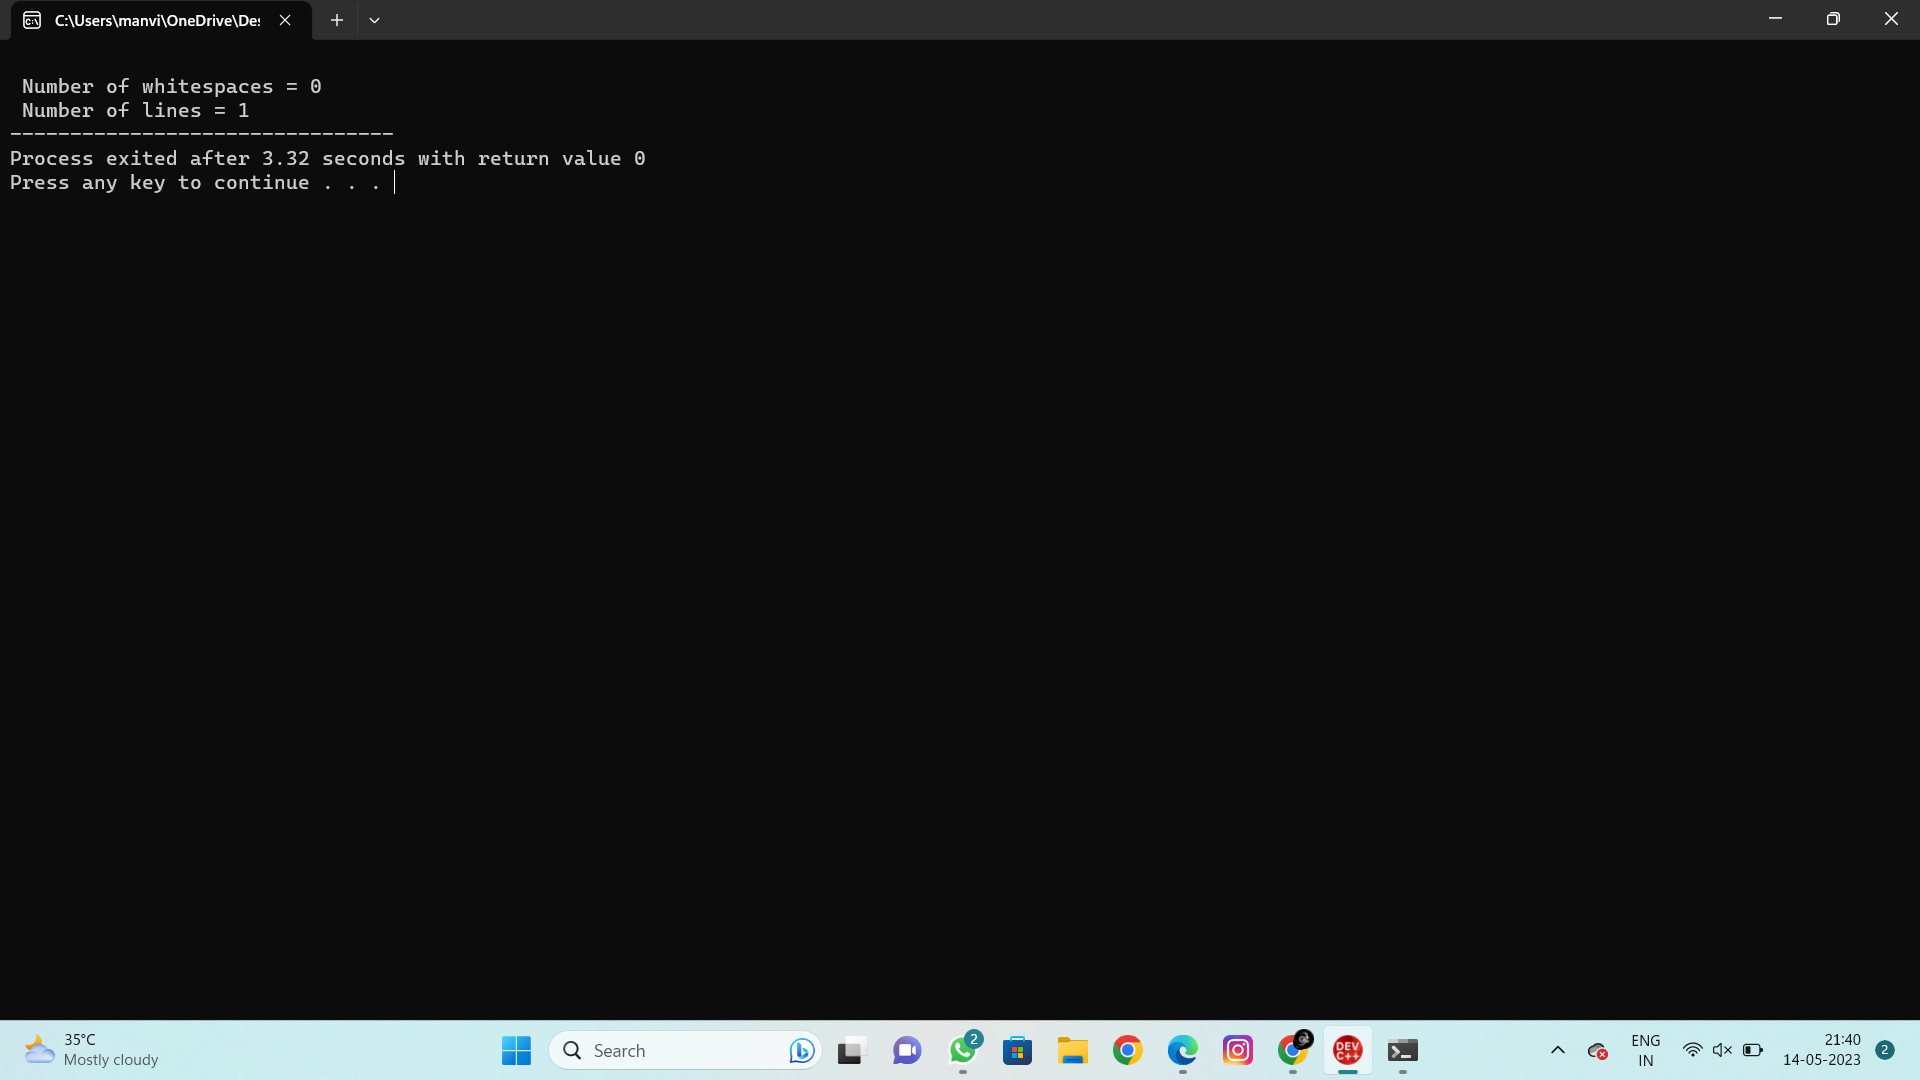 C:\Users\manvi\OneDrive\Des
Number of whitespaces = 0
Number of lines = 1
--------------------------------
Process exited after 3.32 seconds with return value 0
Press any key to continue . . .
35°C
Mostly cloudy
Search
2
DEV
C++
ENG
IN
21:40
14-05-2023
2